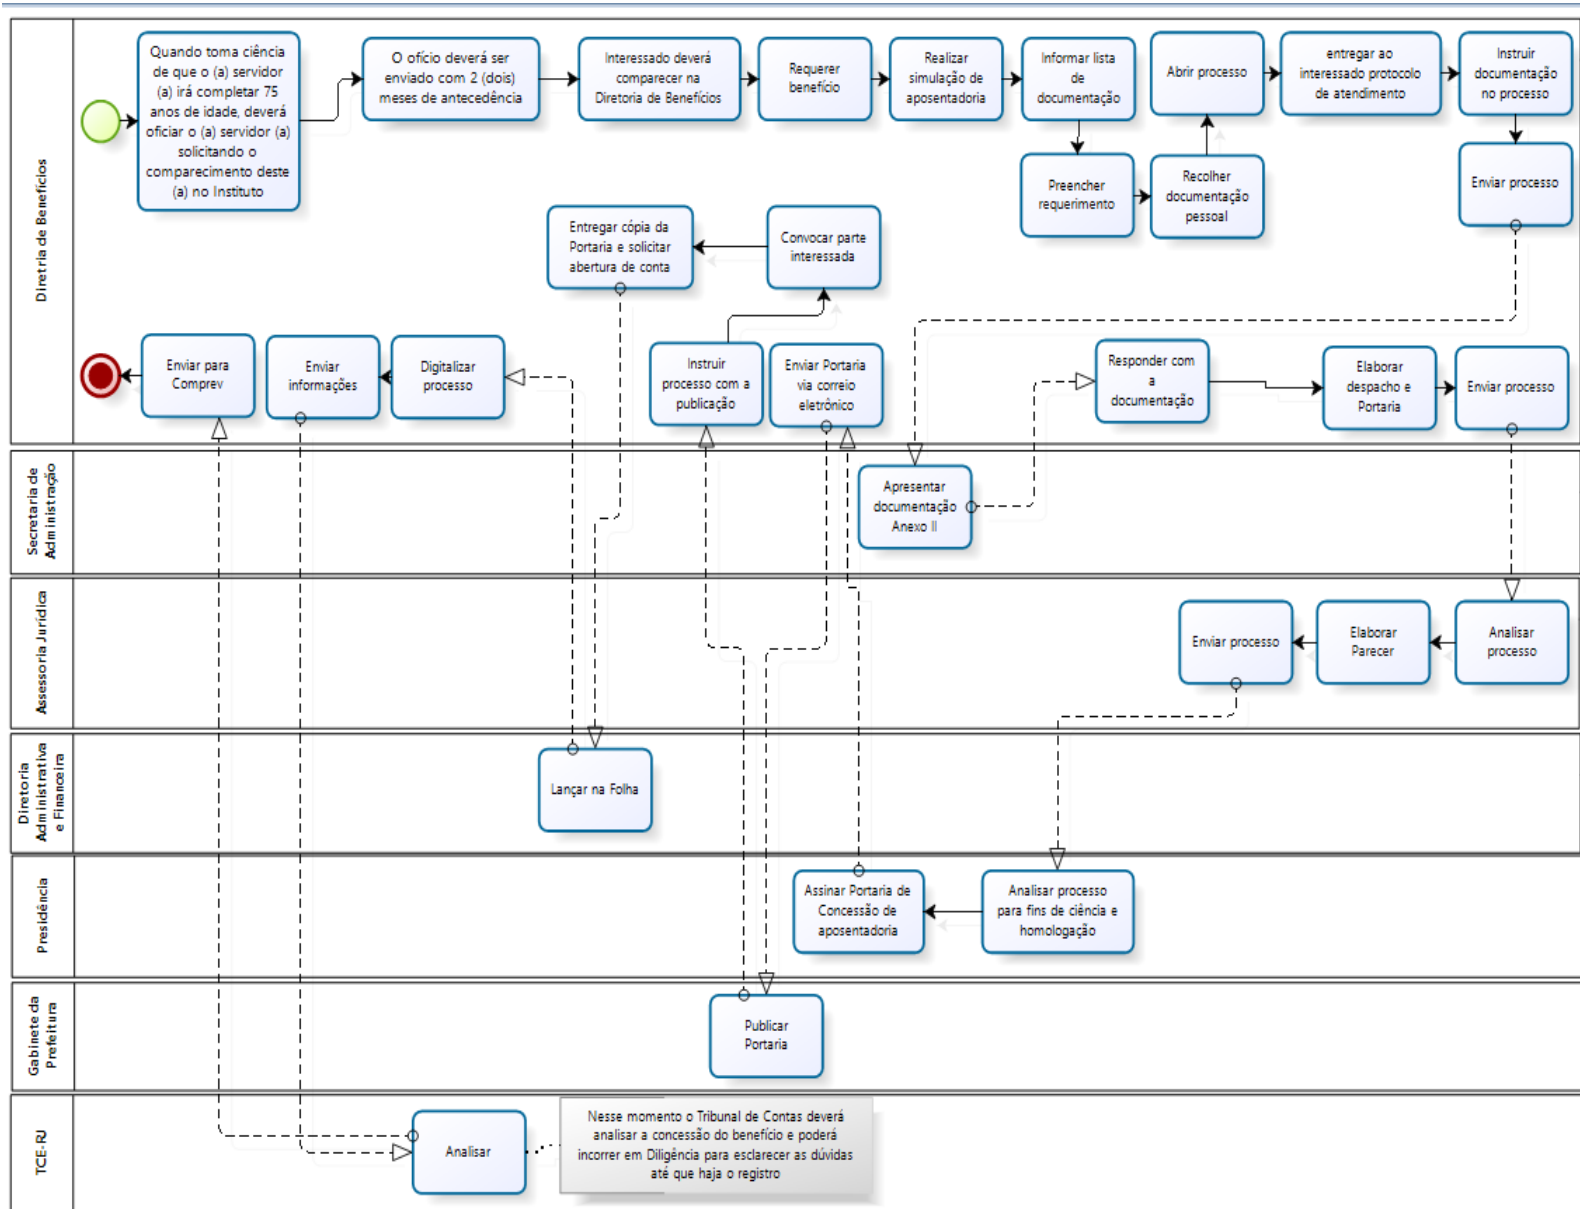 Diretria de Benefícios
Quando toma ciência
de que o (a) servidor
(a) irá completar 75
anos de idade, deverá
oficiar o (a) servidor (a)
solicitando o
comparecimento deste
(a) no Instituto
O ofício deverá ser
enviado com 2 (dois)
meses de antecedência
Interessado deverá
comparecer na
Diretoria de Benefícios
Requerer
benefício
Realizar
simulação de
aposentadoria
Informar lista
de
documentação
Preencher
requerimento
Recolher
documentação
pessoal
Abrir processo
entregar ao
interessado protocolo
de atendimento
Instruir
documentação
no processo
Enviar processo
Entregar cópia da
Portaria e solicitar
abertura de conta
Convocar parte
interessada
Enviar para
Comprev
Enviar
informações
Digitalizar
processo
Instruir
processo com a
publicação
Enviar Portaria
via correio
eletrônico
Responder com
a
documentação
Elaborar
despacho e
Portaria
Enviar processo
Secretaria de
Administração
Apresentar
documentação
Anexo II
Assessoria Jurídica
Enviar processo
Elaborar
Parecer
Analisar
processo
Diretoria
Administrativa
e Financeira
Lançar na Folha
Presidência
Assinar Portaria de
Concessão de
aposentadoria
Analisar processo
para fins de ciência e
homologação
Gabinete da
Prefeitura
Publicar
Portaria
TCE-RJ
Analisar
Nesse momento o Tribunal de Contas deverá
analisar a concessão do benefício e poderá
incorrer em Diligência para esclarecer as dúvidas
até que haja o registro